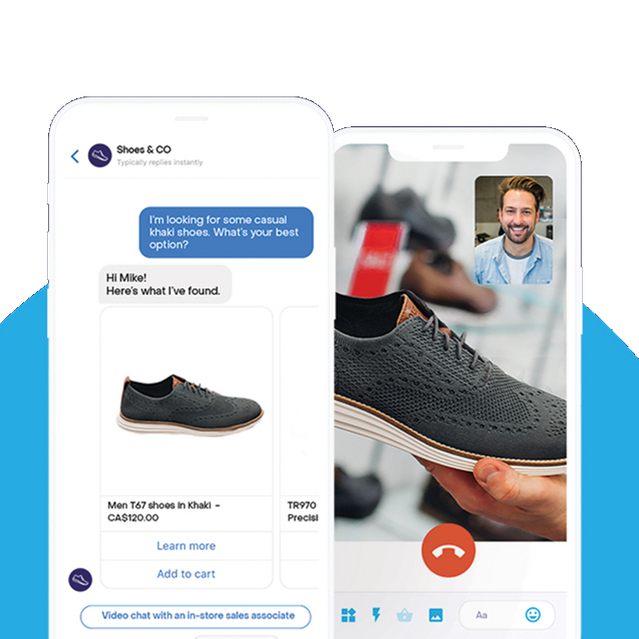 Shoes & CO
Typically replies instantly
I'm looking for some casual
khaki shoes. What's your best
option?
Hi Mike!
Here's what I've found.
Men T67 shoes in Khaki -
CA$120.00
TR970
Precisi
Learn more
Add to cart
Video chat with an in-store sales associate
Aa